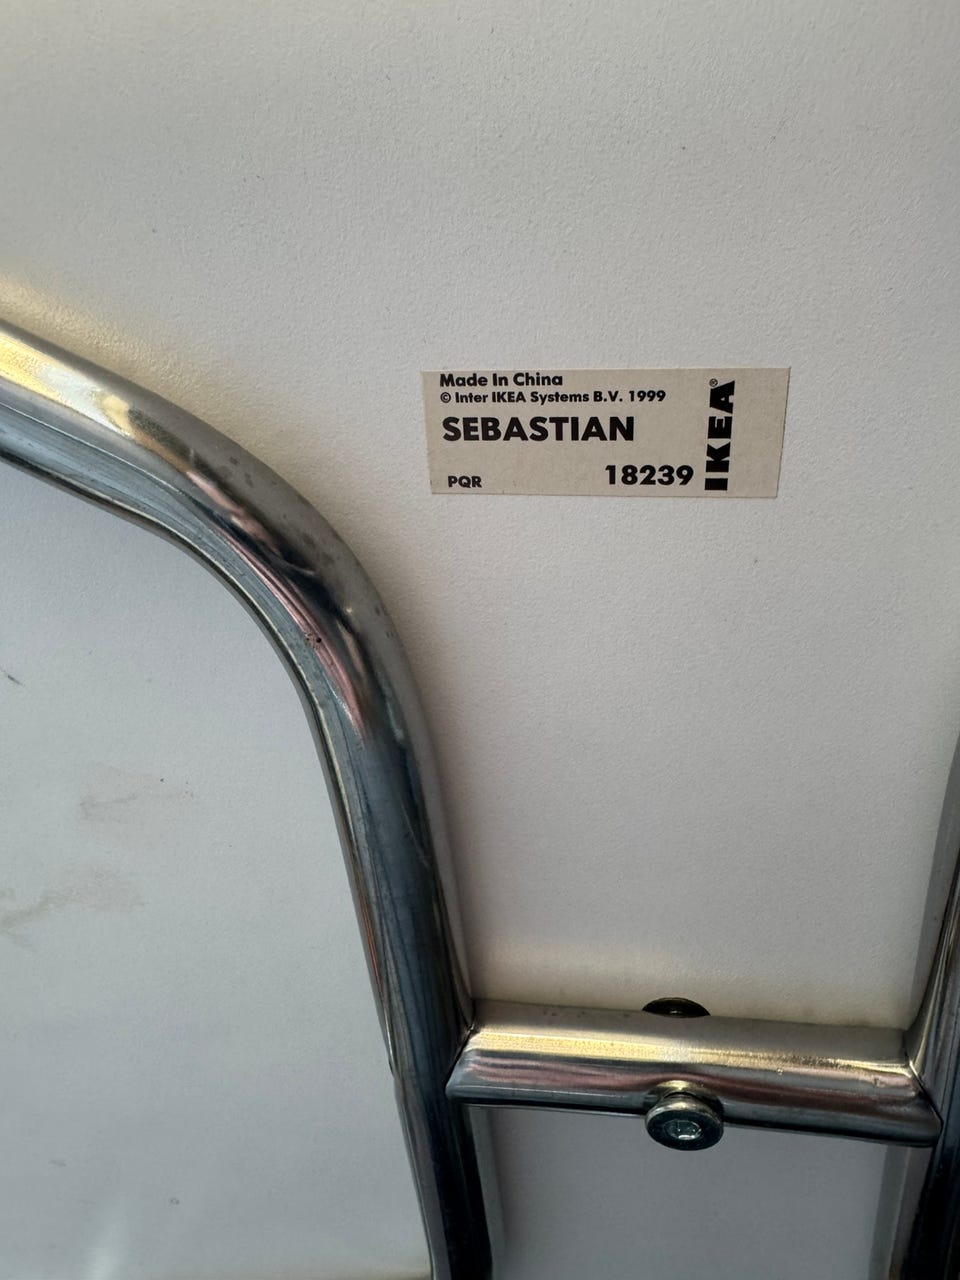 Made In China
© Inter IKEA Systems B.V. 1999
SEBASTIAN
PQR 18239
IKEA®